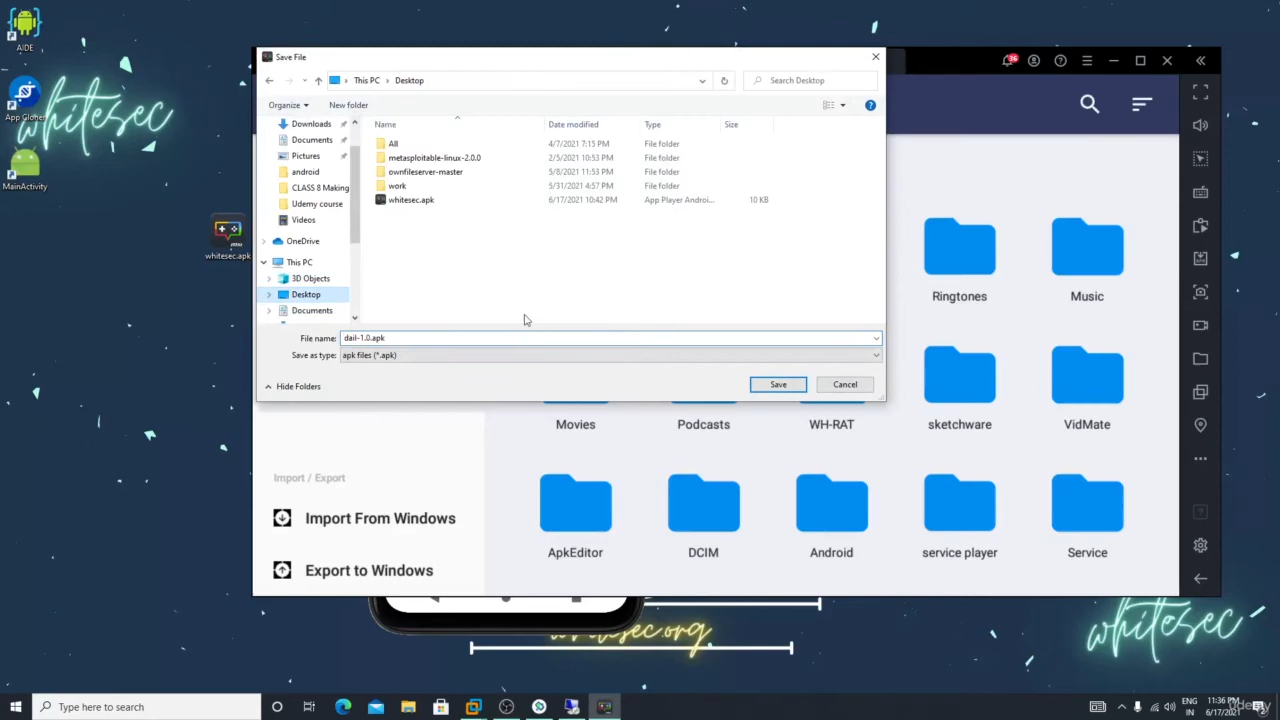 AIDE
App Cloner
MainActivity
whitesec
whitesec.apk
Save File
This PC
Desktop
Search Desktop
Organize
New folder
Name
Date modified
Type
Size
Downloads
Documents
Pictures
android
CLASS 8 Making
Udemy course
Videos
OneDrive
This PC
3D Objects
Desktop
Documents
All 4/7/2021 7:15 PM File folder
metasploitable-linux-2.0.0 2/5/2021 10:53 PM File folder
ownfileserver-master 5/8/2021 11:53 PM File folder
work 5/31/2021 4:57 PM File folder
whitesec.apk 6/17/2021 10:42 PM App Player Androi... 10 KB
File name: dail-1.0.apk
Save as type: apk files (*.apk)
Hide Folders
Save
Cancel
36
Ringtones
Music
Movies
Podcasts
WH-RAT
sketchware
VidMate
Import / Export
Import From Windows
Export to Windows
ApkEditor
DCIM
Android
service player
Service
whitesec.org
whitesec
Type here to search
ENG
IN
11:36 PM
6/17/2021
Udemy